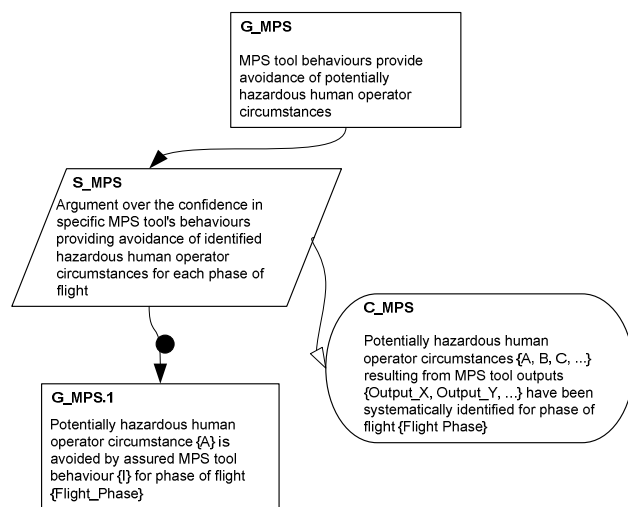 G_MPS
MPS tool behaviours provide
avoidance of potentially
hazardous human operator
circumstances
S_MPS
Argument over the confidence in
specific MPS tool's behaviours
providing avoidance of identified
hazardous human operator
circumstances for each phase of
flight
C_MPS
Potentially hazardous human
operator circumstances {A, B, C, ...}
resulting from MPS tool outputs
{Output_X, Output_Y, ...} have been
systematically identified for phase of
flight {Flight Phase}
G_MPS.1
Potentially hazardous human
operator circumstance {A} is
avoided by assured MPS tool
behaviour {I} for phase of flight
{Flight_Phase}